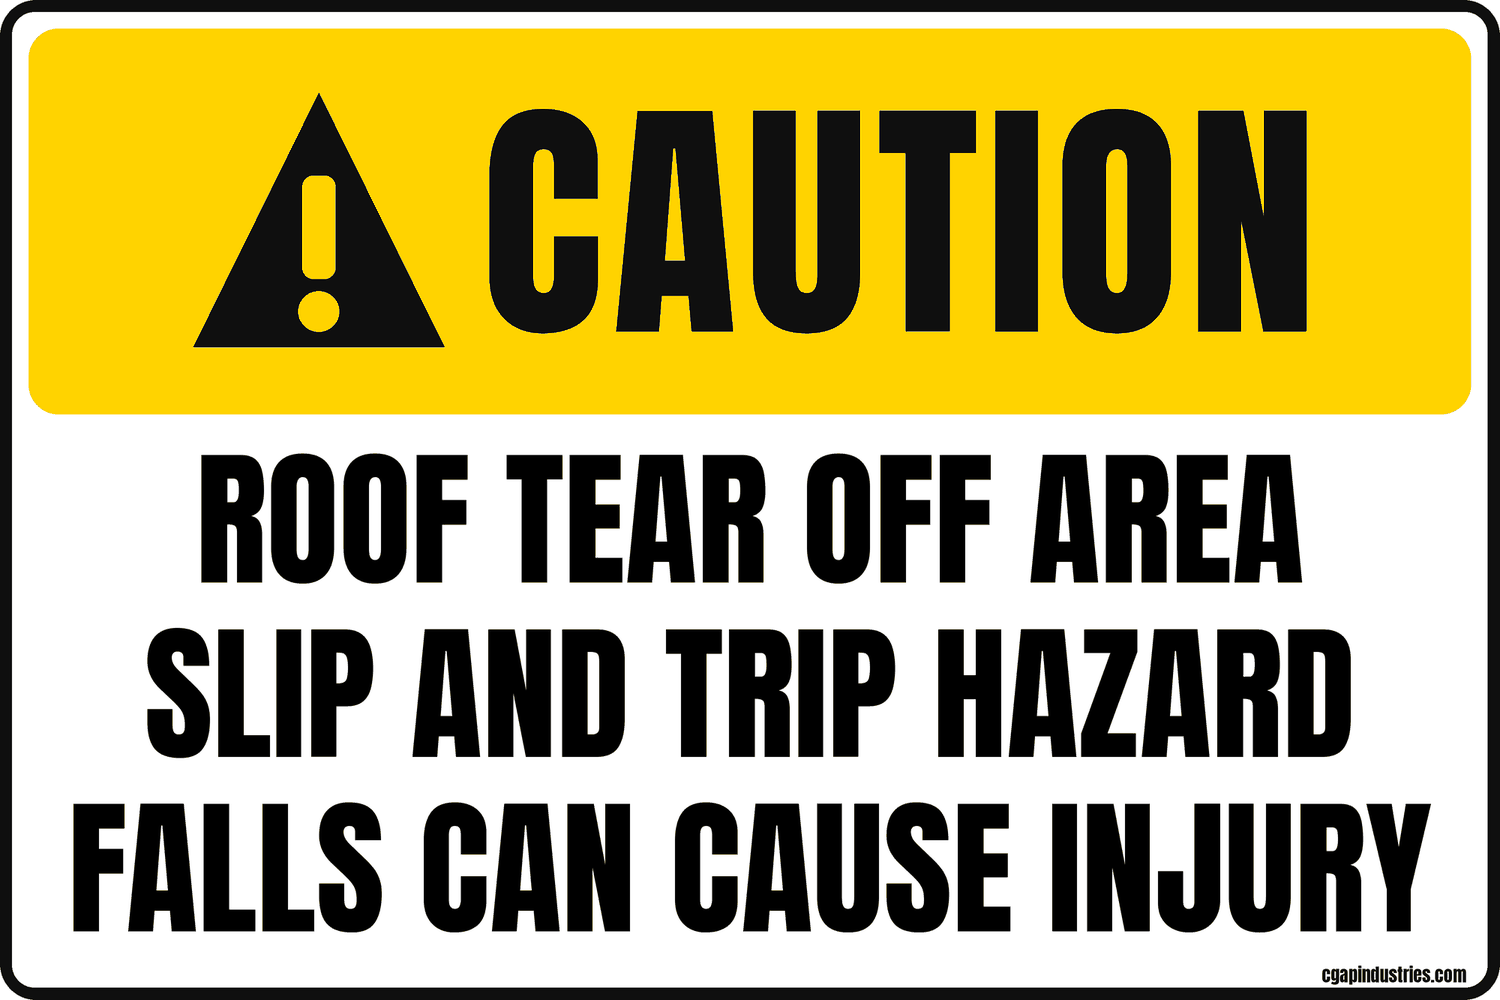 CAUTION
ROOF TEAR OFF AREA
SLIP AND TRIP HAZARD
FALLS CAN CAUSE INJURY
cgapindustries.com